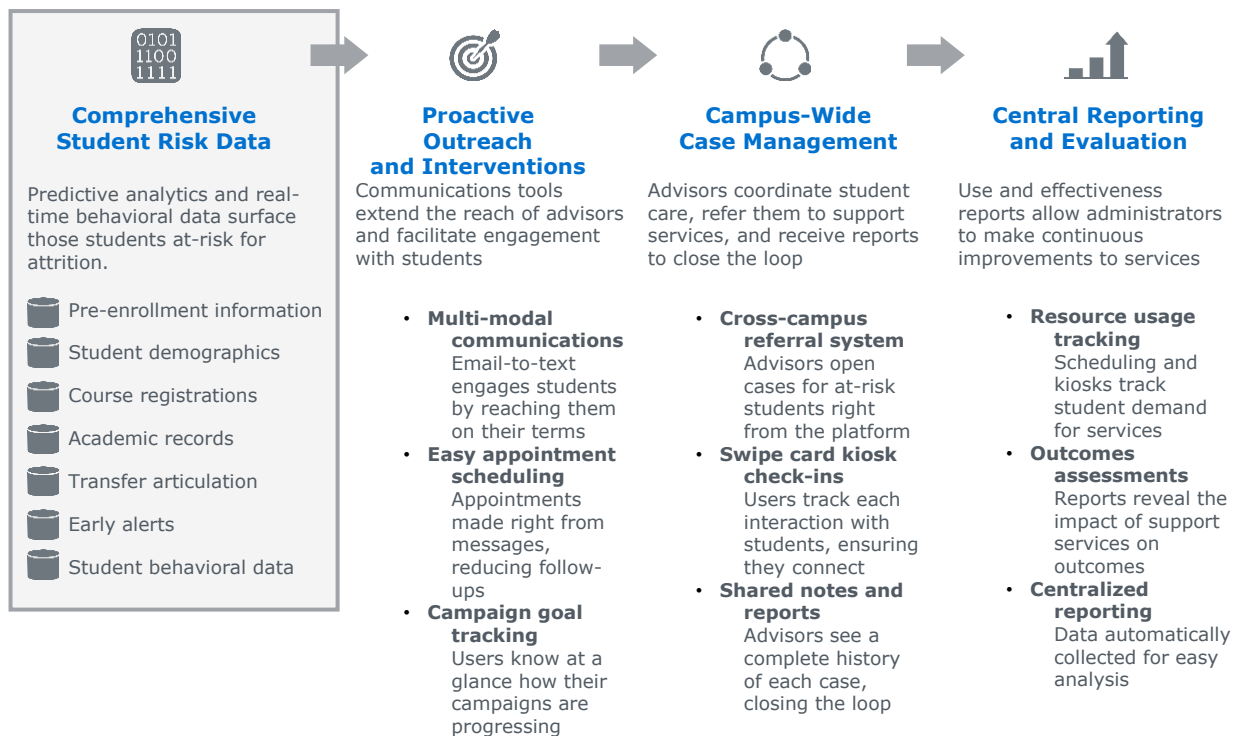 0101
1100
1111
Comprehensive
Student Risk Data
Predictive analytics and real-
time behavioral data surface
those students at-risk for
attrition.
Pre-enrollment information
Student demographics
Course registrations
Academic records
Transfer articulation
Early alerts
Student behavioral data
Proactive
Outreach
and Interventions
Communications tools
extend the reach of advisors
and facilitate engagement
with students
• Multi-modal
communications
Email-to-text
engages students
by reaching them
on their terms
• Easy appointment
scheduling
Appointments
made right from
messages,
reducing follow-
ups
• Campaign goal
tracking
Users know at a
glance how their
campaigns are
progressing
Campus-Wide
Case Management
Advisors coordinate student
care, refer them to support
services, and receive reports
to close the loop
• Cross-campus
referral system
Advisors open
cases for at-risk
students right
from the platform
• Swipe card kiosk
check-ins
Users track each
interaction with
students, ensuring
they connect
• Shared notes and
reports
Advisors see a
complete history
of each case,
closing the loop
Central Reporting
and Evaluation
Use and effectiveness
reports allow administrators
to make continuous
improvements to services
• Resource usage
tracking
Scheduling and
kiosks track
student demand
for services
• Outcomes
assessments
Reports reveal the
impact of support
services on
outcomes
• Centralized
reporting
Data automatically
collected for easy
analysis